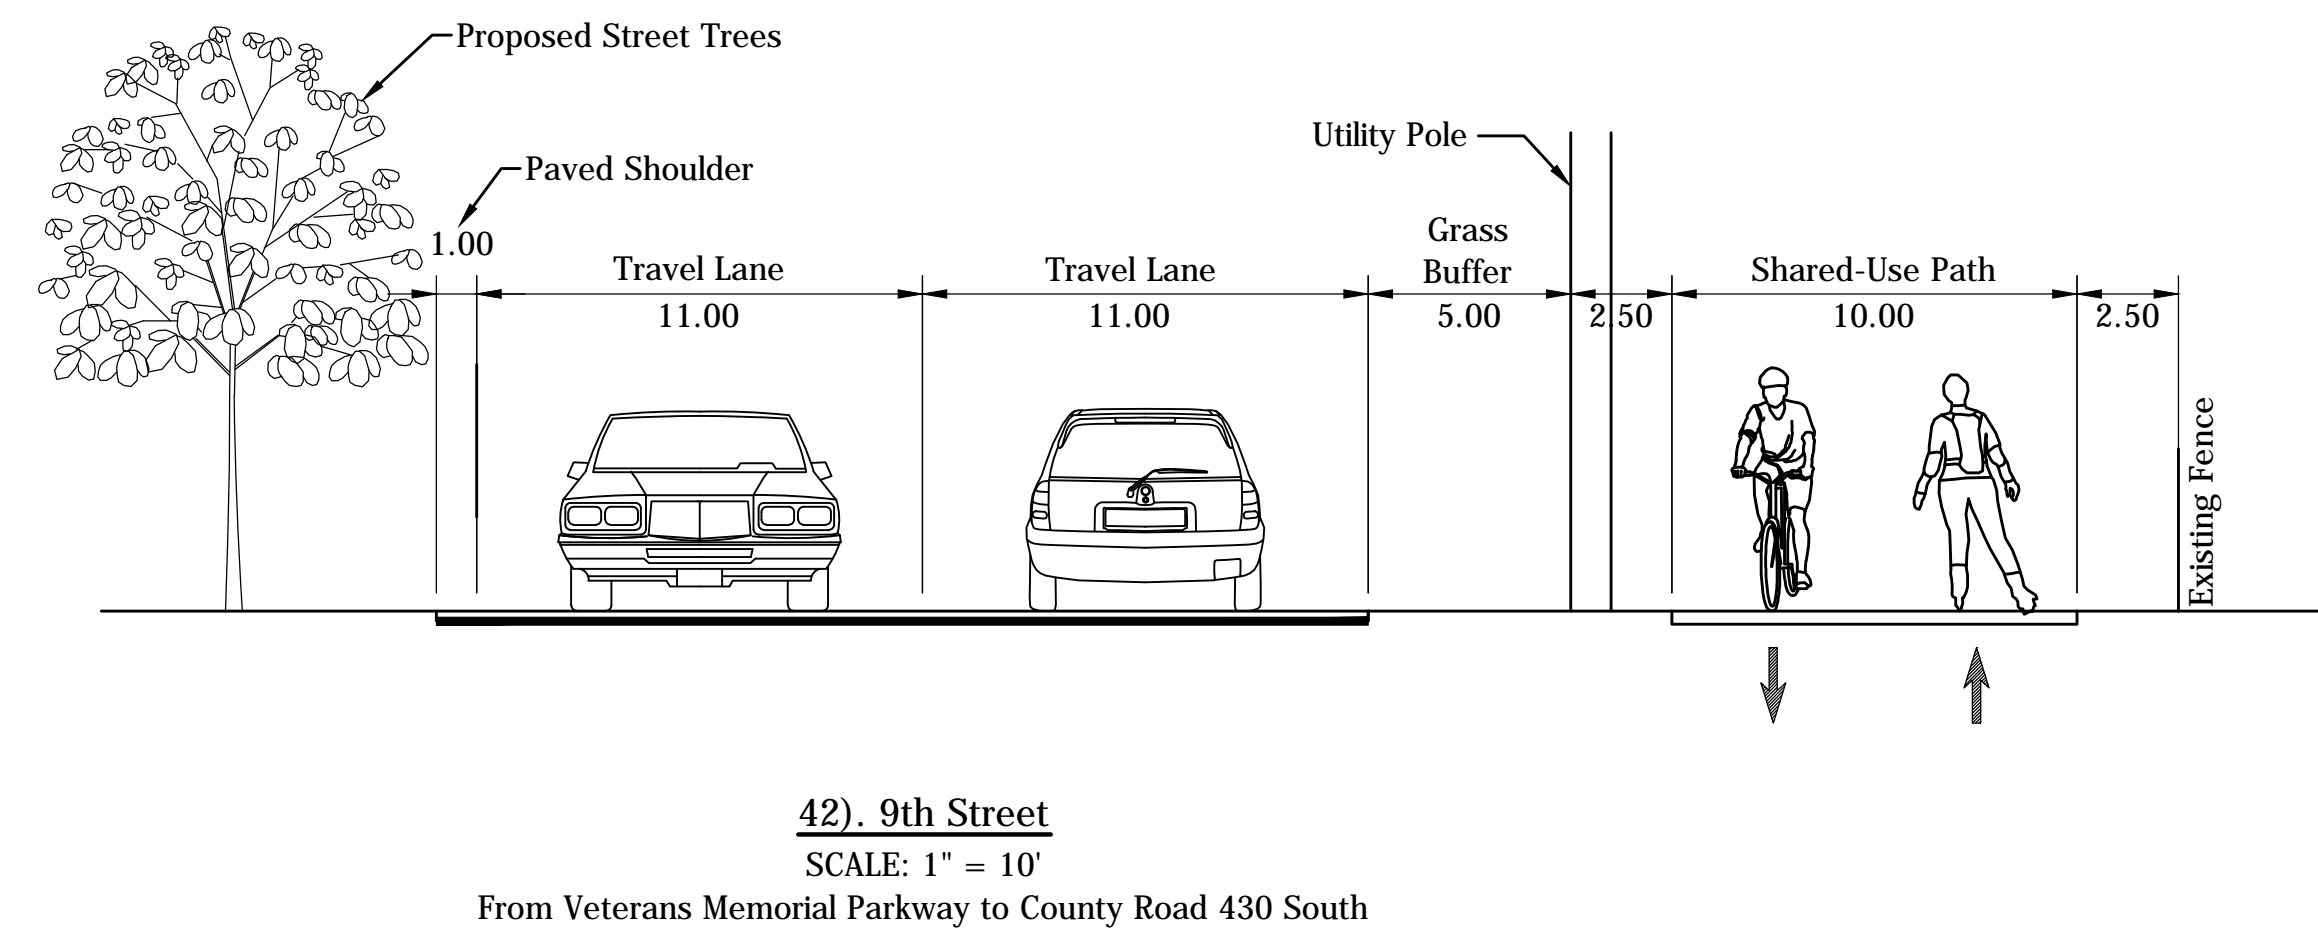 Proposed Street Trees
Utility Pole
Paved Shoulder
Grass
Buffer
1.00
Travel Lane
Travel Lane
Shared-Use Path
11.00
11.00
5.00
2.50
10.00
2.50
Existing Fence
42). 9th Street
SCALE: 1" = 10'
From Veterans Memorial Parkway to County Road 430 South